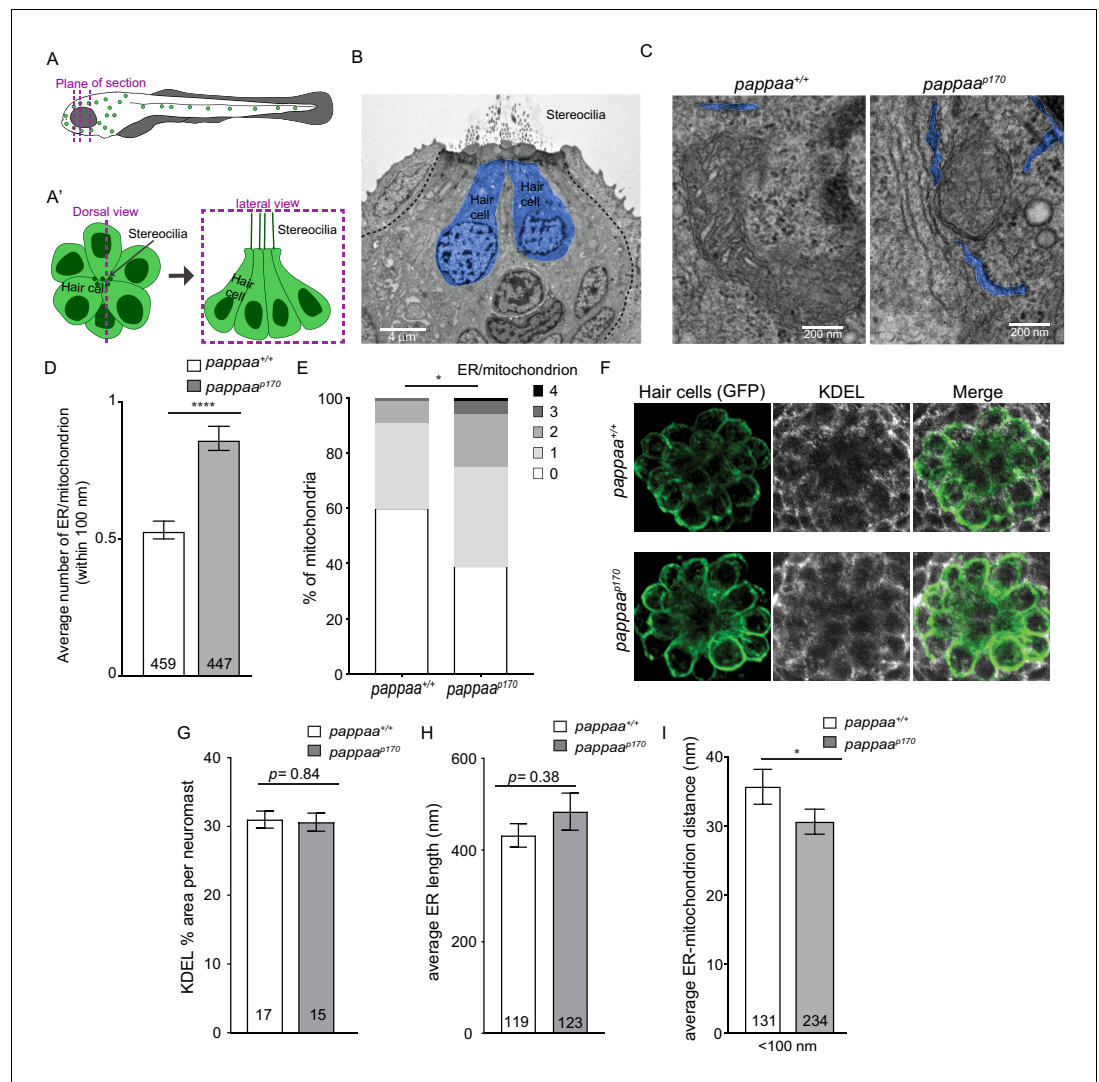 A
Plane of section
A'
Dorsal view
Stereocilia
Hair cell
lateral view
Stereocilia
Hair
cell
B
Stereocilia
Hair
cell
Hair
cell
4 μm
C
pappaa+/+
pappaap170
200 nm
200 nm
D
pappaa+/+
pappaap170
****
Average number of ER/mitochondrion
(within 100 nm)
1
0.5
0
459
447
E
ER/mitochondrion
*
4
3
2
1
0
% of mitochondria
100
80
60
40
20
0
pappaa+/+
pappaap170
F
Hair cells (GFP)
KDEL
Merge
pappaa+/+
pappaap170
G
pappaa+/+
pappaap170
p= 0.84
KDEL % area per neuromast
40
30
20
10
0
17
15
H
pappaa+/+
pappaap170
p= 0.38
average ER length (nm)
600
400
200
0
119
123
I
pappaa+/+
pappaap170
*
average ER-mitochondrion distance (nm)
40
30
20
10
0
131
234
<100 nm